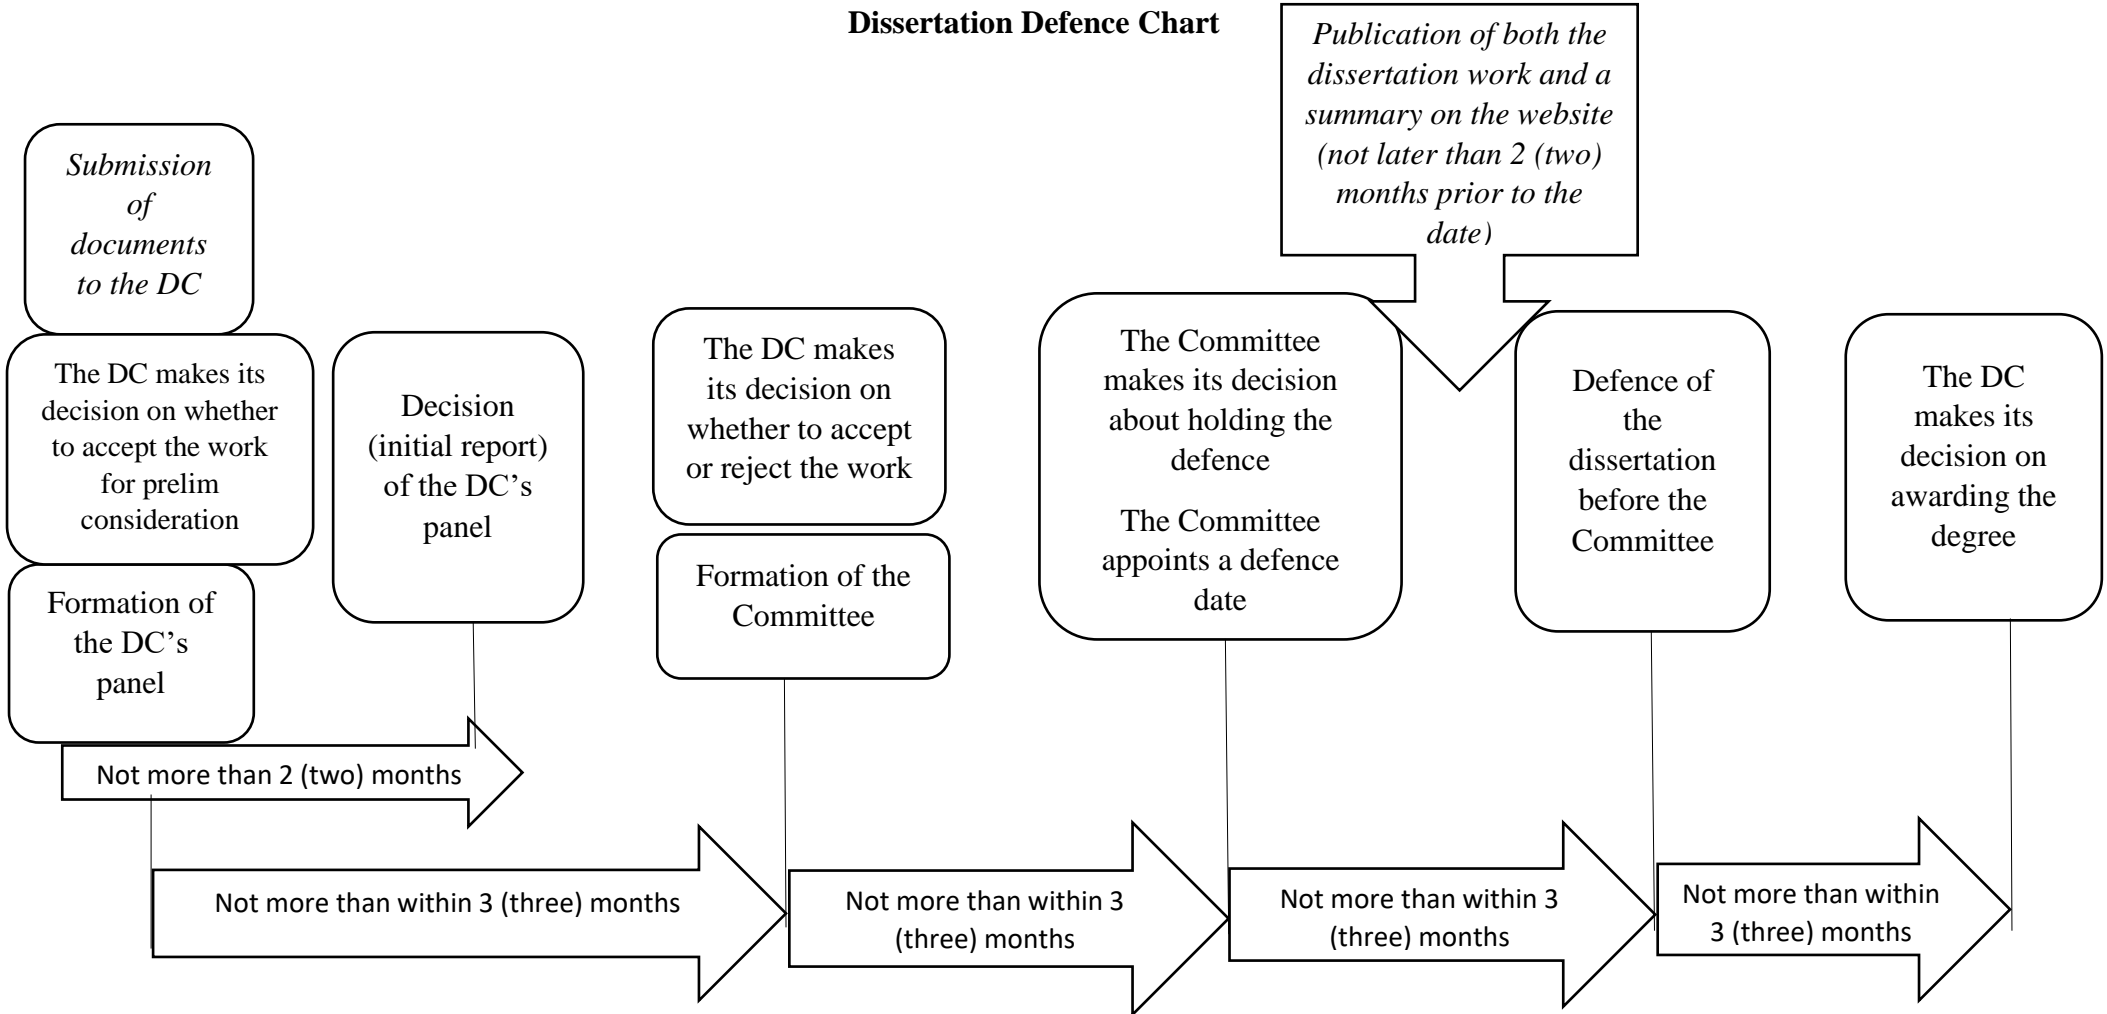 Dissertation Defence Chart
Publication of both the
dissertation work and a
summary on the website
(not later than 2 (two)
months prior to the
date)
Submission
of
documents
to the DC
The DC makes its
decision on whether
to accept the work
for prelim
consideration
Formation of
the DC’s
panel
Decision
(initial report)
of the DC’s
panel
The DC makes
its decision on
whether to accept
or reject the work
Formation of the
Committee
The Committee
makes its decision
about holding the
defence
The Committee
appoints a defence
date
Defence of
the
dissertation
before the
Committee
The DC
makes its
decision on
awarding the
degree
Not more than 2 (two) months
Not more than within 3 (three) months
Not more than within 3
(three) months
Not more than within 3
(three) months
Not more than within
3 (three) months